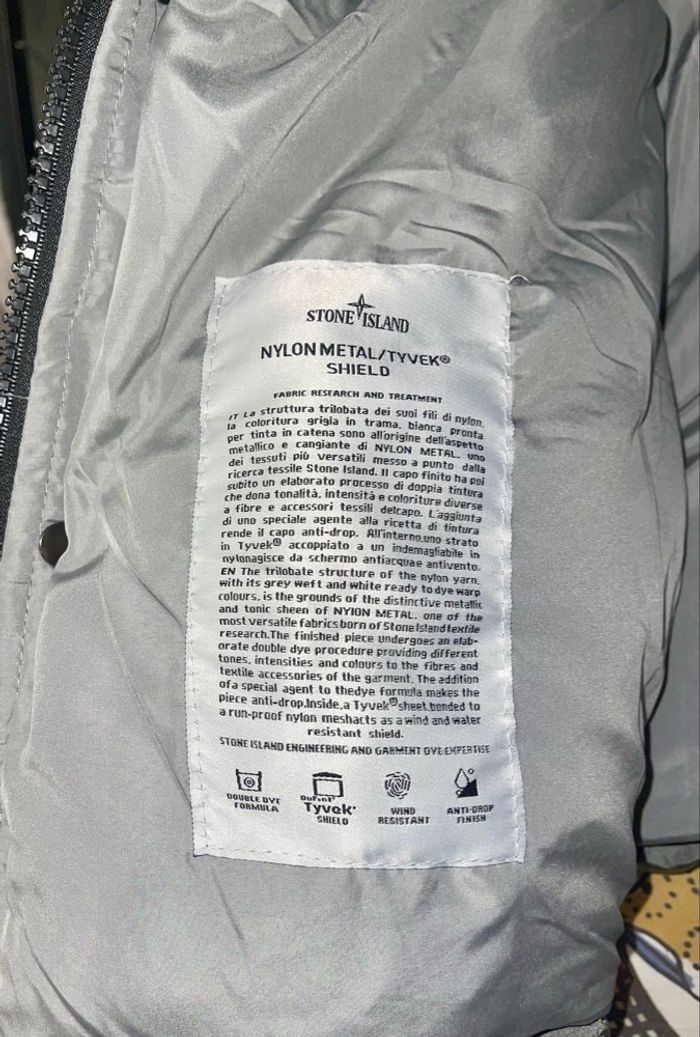 STONE ISLAND
NYLON METAL/TYVEK®
SHIELD
FABRIC RESEARCH AND TREATMENT
IT La struttura trilobata dei suoi fili di nylon,
la coloritura grigia in trama, bianca pronta
per tinta in catena sono all'origine dell'aspetto
metallico e cangiante di NYLON METAL, uno
dei tessuti più versatili messo a punto dalla
ricerca tessile Stone Island. Il capo finito ha poi
subito un elaborato processo di doppia tintura
che dona tonalità, intensità e coloriture diverse
a fibre e accessori tessili delcapo. L'aggiunta
di uno speciale agente alla ricetta di tintura
rende il capo anti-drop. All'interno,uno strato
in Tyvek® accoppiato a un indemagliabile in
nylonagisce da schermo antiacquae antivento.
EN The trilobate structure of the nylon yarn,
with its grey weft and white ready to dye warp
colours, is the grounds of the distinctive metallic
and tonic sheen of NYLON METAL, one of the
most versatile fabrics born of Stone Island textile
research.The finished piece undergoes an elab-
orate double dye procedure providing different
tones, intensities and colours to the fibres and
textile accessories of the garment. The addition
ofa special agent to thedye formula makes the
piece anti-drop.Inside,a Tyvek®sheet,bonded to
a run-proof nylon meshacts as a wind and water
resistant shield.
STONE ISLAND ENGINEERING AND GARMENT DYE EXPERTISE
DOUBLE DYE
FORMULA
DuPont™
Tyvek®
SHIELD
WIND
RESISTANT
ANTI-DROP
FINISH